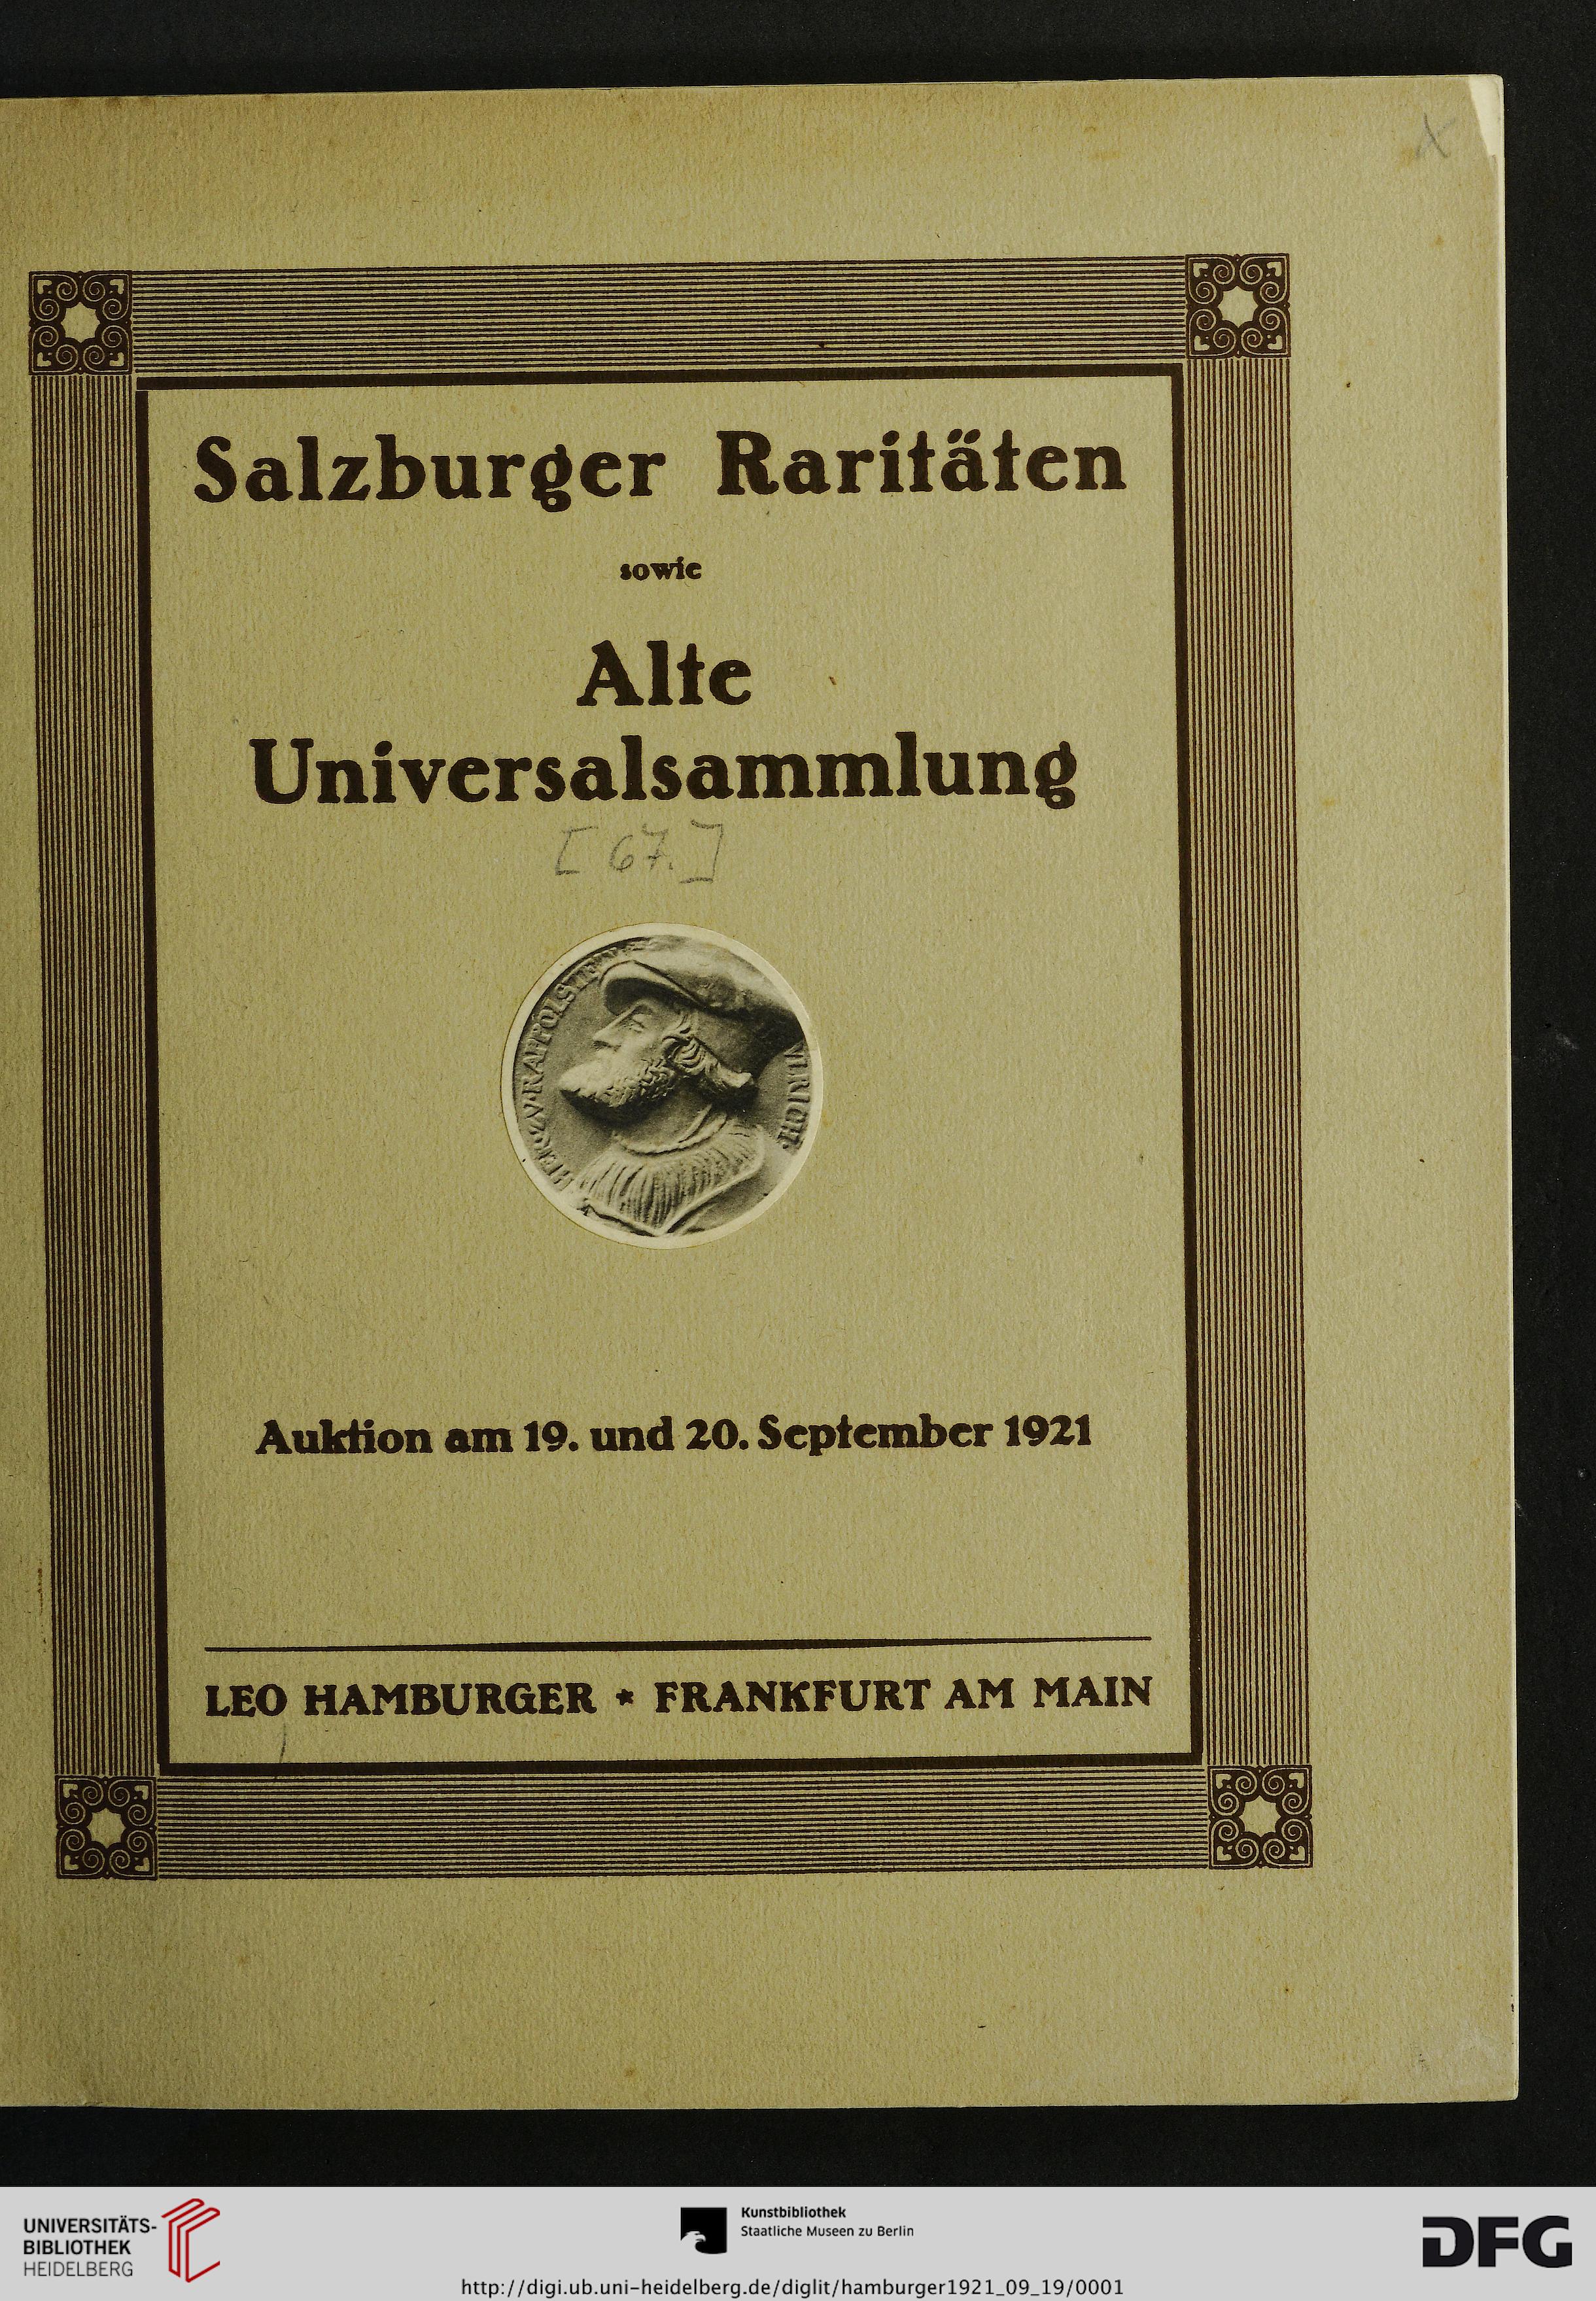 X
Salzburger Raritäten
sowie
Alte
Universalsammlung
[67.]
Auktion am 19. und 20. September 1921
LEO HAMBURGER * FRANKFURT AM MAIN
UNIVERSITÄTS-
BIBLIOTHEK
HEIDELBERG
Kunstbibliothek
Staatliche Museen zu Berlin
DFG
http://digi.ub.uni-heidelberg.de/diglit/hamburger1921_09_19/0001